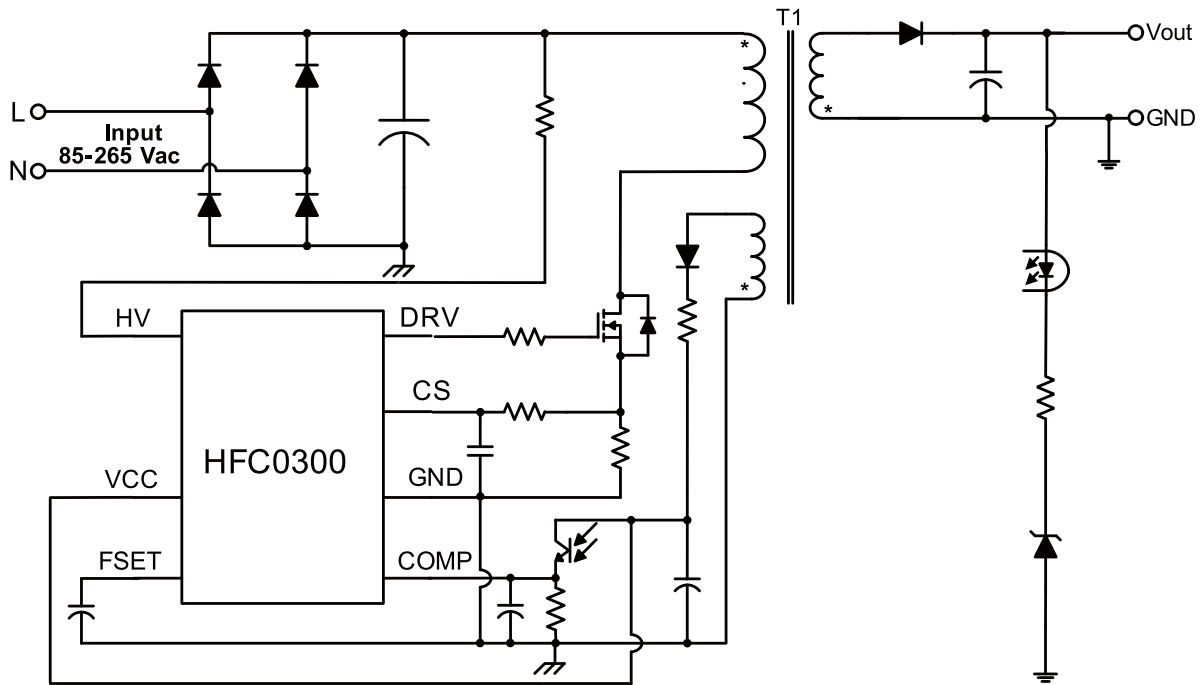 T1
* Vout
L
* GND
Input
85-265 Vac
N
*
HV
DRV
CS
HFC0300
VCC
GND
FSET
COMP